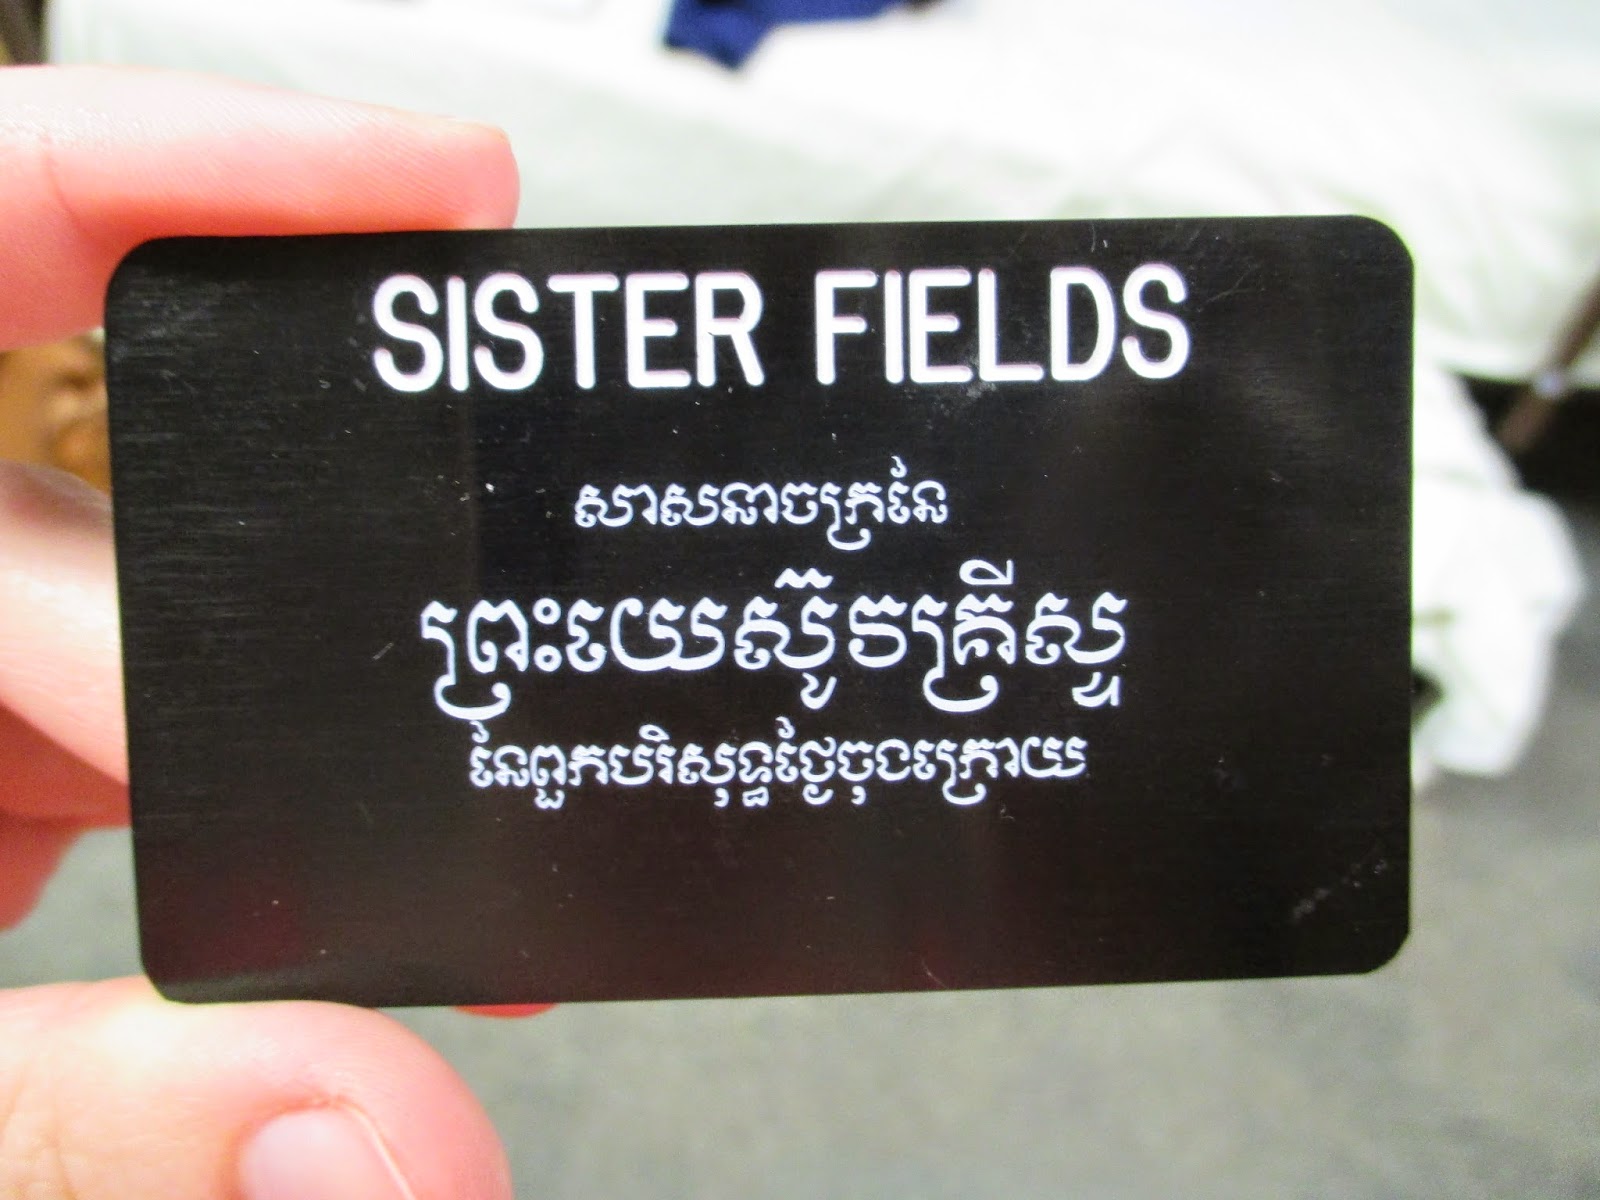 SISTER FIELDS
សាសនាចក្រនៃ
ព្រះយេស៊ូវគ្រីស្ទ
នៃពួកបរិសុទ្ធថ្ងៃចុងក្រោយ